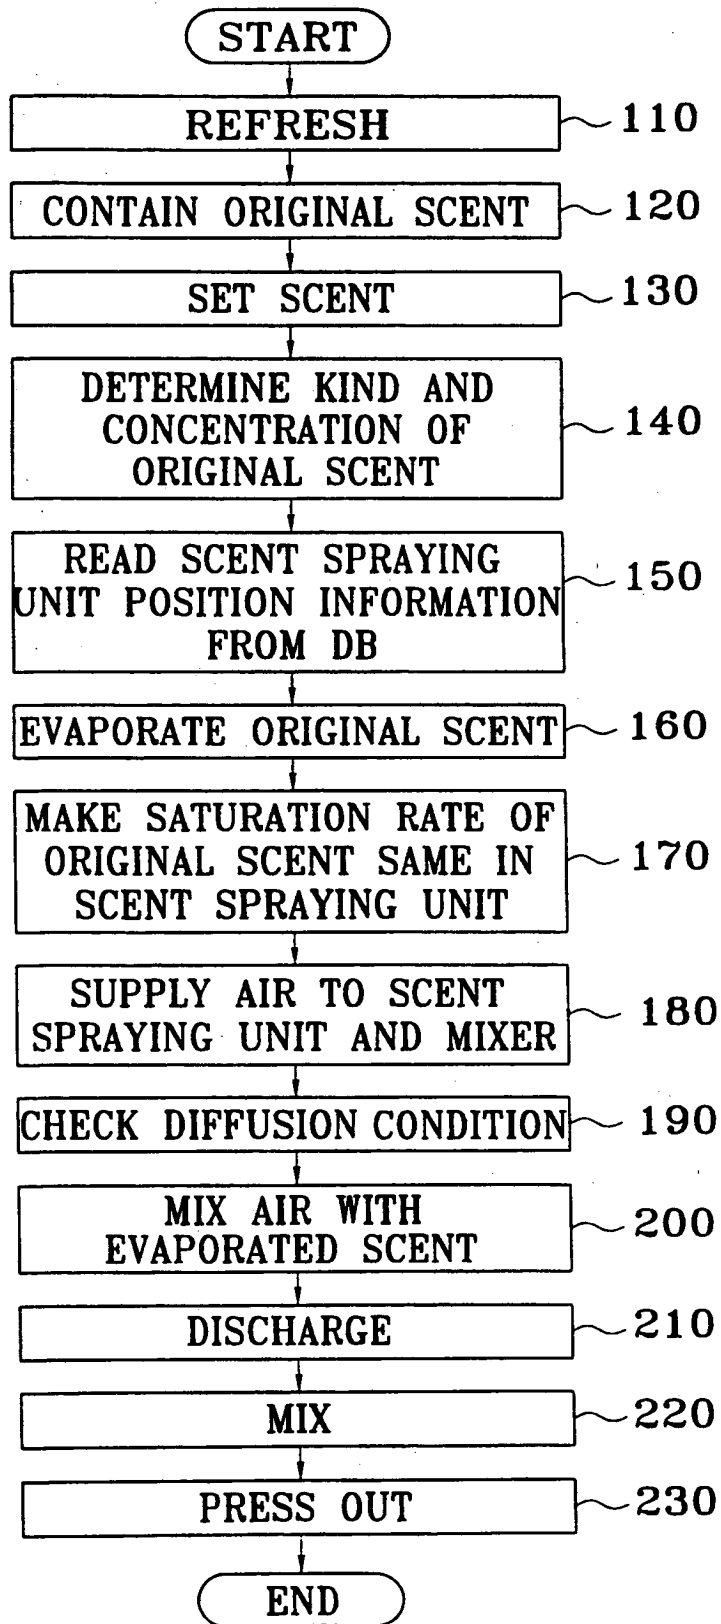 START
REFRESH
110
CONTAIN ORIGINAL SCENT
120
SET SCENT
130
DETERMINE KIND AND
CONCENTRATION OF
ORIGINAL SCENT
140
READ SCENT SPRAYING
UNIT POSITION INFORMATION
FROM DB
150
EVAPORATE ORIGINAL SCENT
160
MAKE SATURATION RATE OF
ORIGINAL SCENT SAME IN
SCENT SPRAYING UNIT
170
SUPPLY AIR TO SCENT
SPRAYING UNIT AND MIXER
180
CHECK DIFFUSION CONDITION
190
MIX AIR WITH
EVAPORATED SCENT
200
DISCHARGE
210
MIX
220
PRESS OUT
230
END